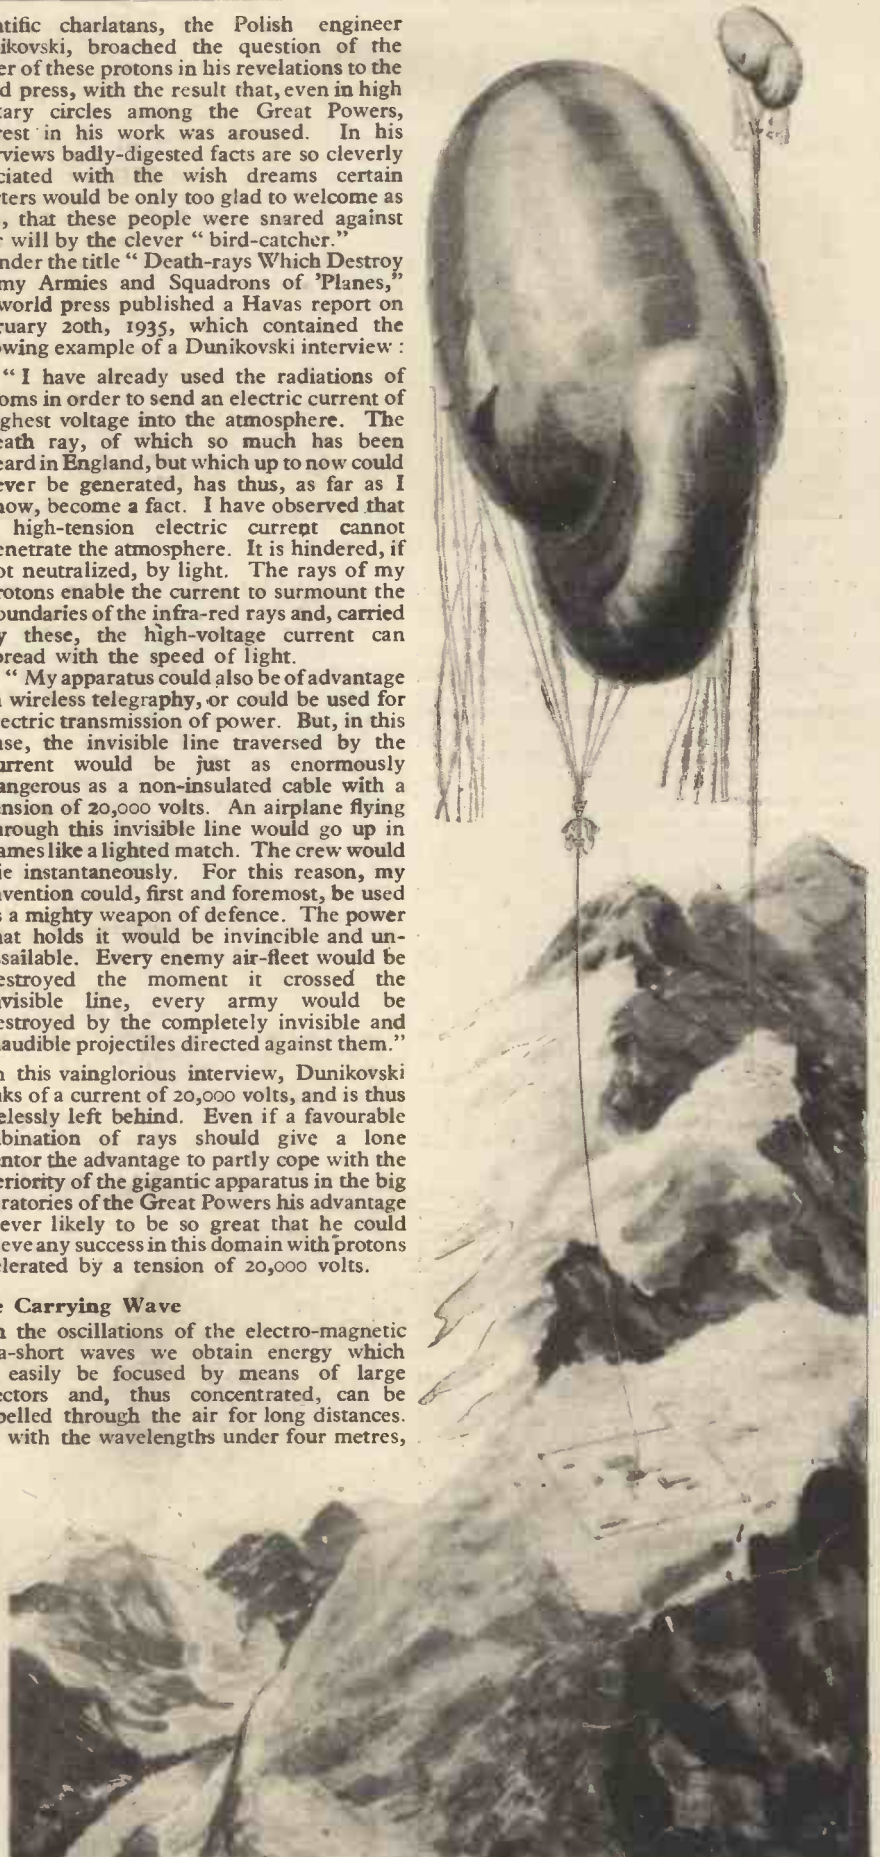 ntific charlatans, the Polish engineer
ikovski, broached the question of the
er of these protons in his revelations to the
d press, with the result that, even in high
tary circles among the Great Powers,
rest in his work was aroused. In his
rviews badly-digested facts are so cleverly
ciated with the wish dreams certain
rters would be only too glad to welcome as
, that these people were snared against
r will by the clever “ bird-catcher.”
nder the title “ Death-rays Which Destroy
my Armies and Squadrons of ’Planes,”
world press published a Havas report on
ruary 20th, 1935, which contained the
owing example of a Dunikovski interview :
“ I have already used the radiations of
oms in order to send an electric current of
ghest voltage into the atmosphere. The
eath ray, of which so much has been
eard in England, but which up to now could
ever be generated, has thus, as far as I
now, become a fact. I have observed that
high-tension electric current cannot
enetrate the atmosphere. It is hindered, if
ot neutralized, by light. The rays of my
rotons enable the current to surmount the
oundaries of the infra-red rays and, carried
y these, the high-voltage current can
pread with the speed of light.
“ My apparatus could also be of advantage
n wireless telegraphy, or could be used for
lectric transmission of power. But, in this
ase, the invisible line traversed by the
urrent would be just as enormously
angerous as a non-insulated cable with a
ension of 20,000 volts. An airplane flying
hrough this invisible line would go up in
ames like a lighted match. The crew would
ie instantaneously. For this reason, my
nvention could, first and foremost, be used
s a mighty weapon of defence. The power
hat holds it would be invincible and un-
ssailable. Every enemy air-fleet would be
estroyed the moment it crossed the
nvisible line, every army would be
estroyed by the completely invisible and
naudible projectiles directed against them.”
n this vainglorious interview, Dunikovski
aks of a current of 20,000 volts, and is thus
elessly left behind. Even if a favourable
bination of rays should give a lone
entor the advantage to partly cope with the
eriority of the gigantic apparatus in the big
ratories of the Great Powers his advantage
ever likely to be so great that he could
ieve any success in this domain with protons
elerated by a tension of 20,000 volts.
e Carrying Wave
n the oscillations of the electro-magnetic
a-short waves we obtain energy which
easily be focused by means of large
ectors and, thus concentrated, can be
pelled through the air for long distances.
with the wavelengths under four metres,